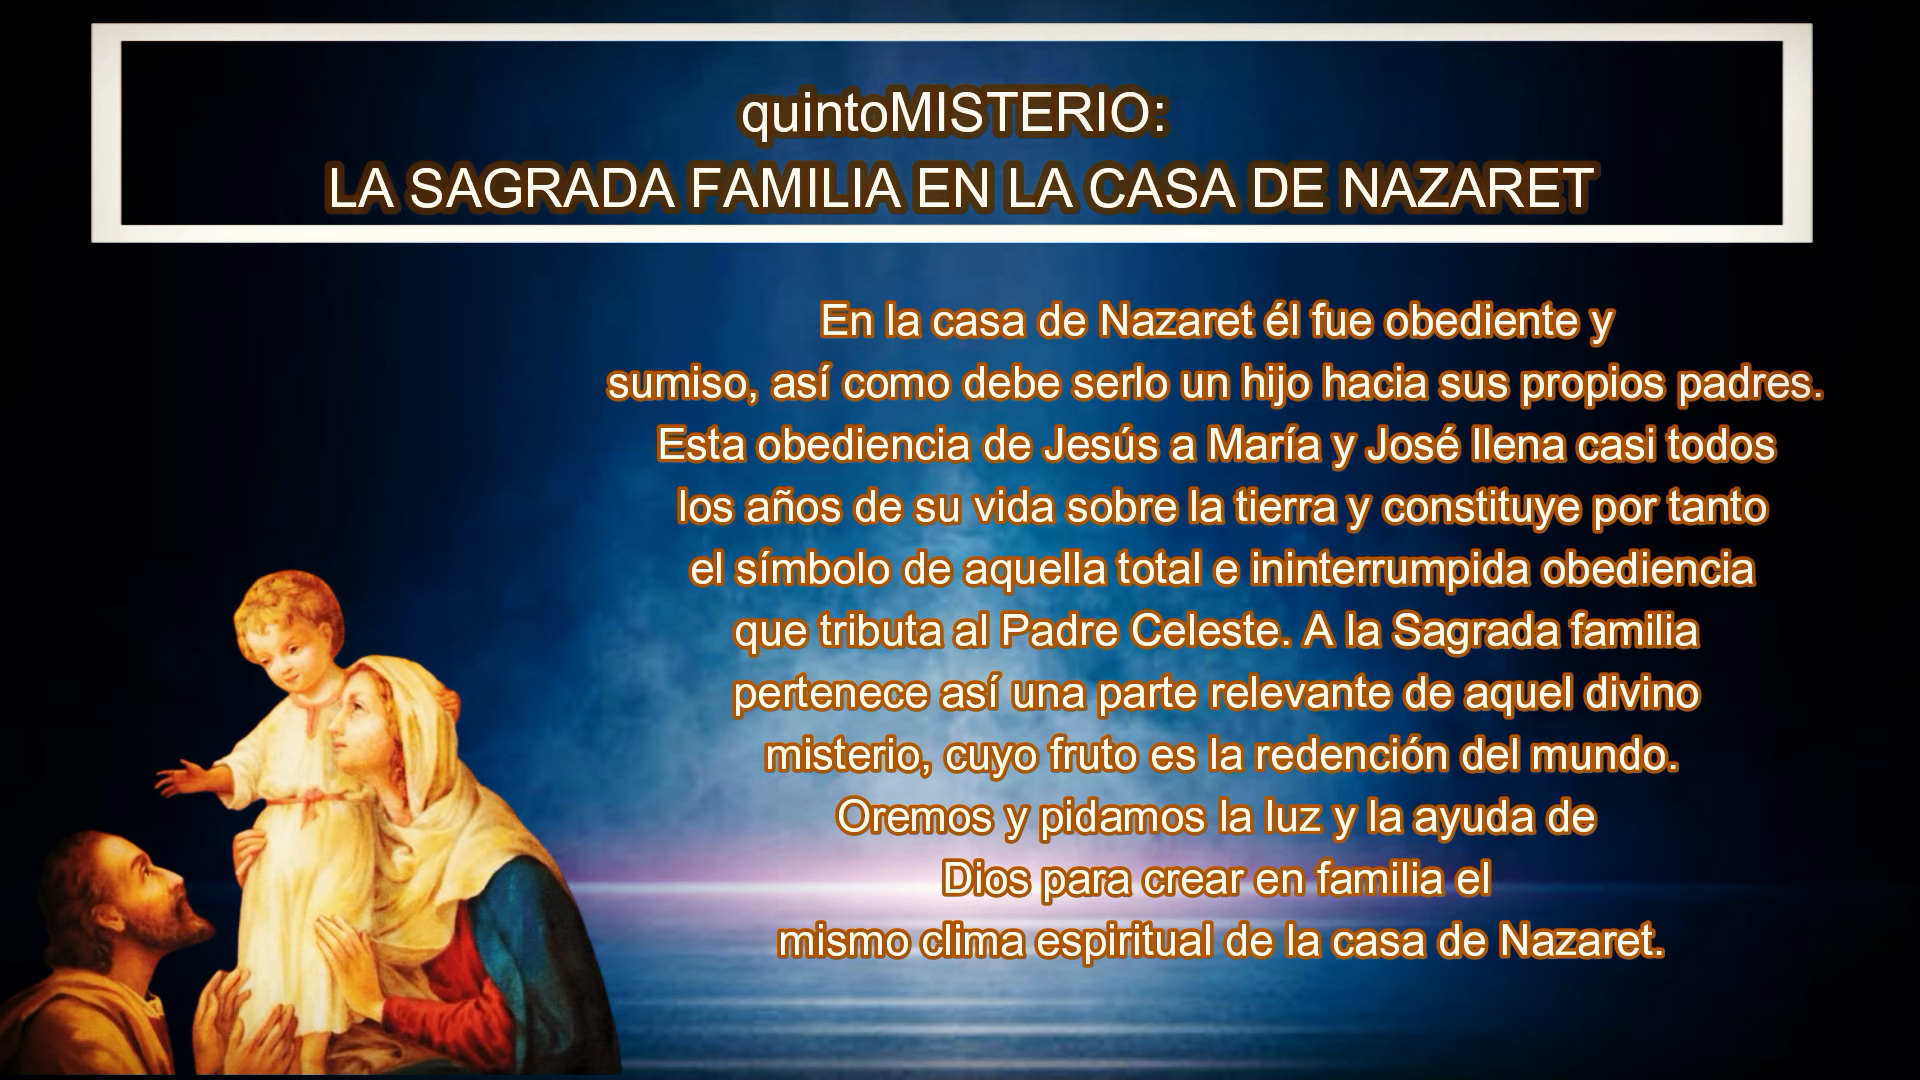 quintoMISTERIO:
LA SAGRADA FAMILIA EN LA CASA DE NAZARET
En la casa de Nazaret él fue obediente y
sumiso, así como debe serlo un hijo hacia sus propios padres.
Esta obediencia de Jesús a María y José llena casi todos
los años de su vida sobre la tierra y constituye por tanto
el símbolo de aquella total e ininterrumpida obediencia
que tributa al Padre Celeste. A la Sagrada familia
pertenece así una parte relevante de aquel divino
misterio, cuyo fruto es la redención del mundo.
Oremos y pidamos la luz y la ayuda de
Dios para crear en familia el
mismo clima espiritual de la casa de Nazaret.